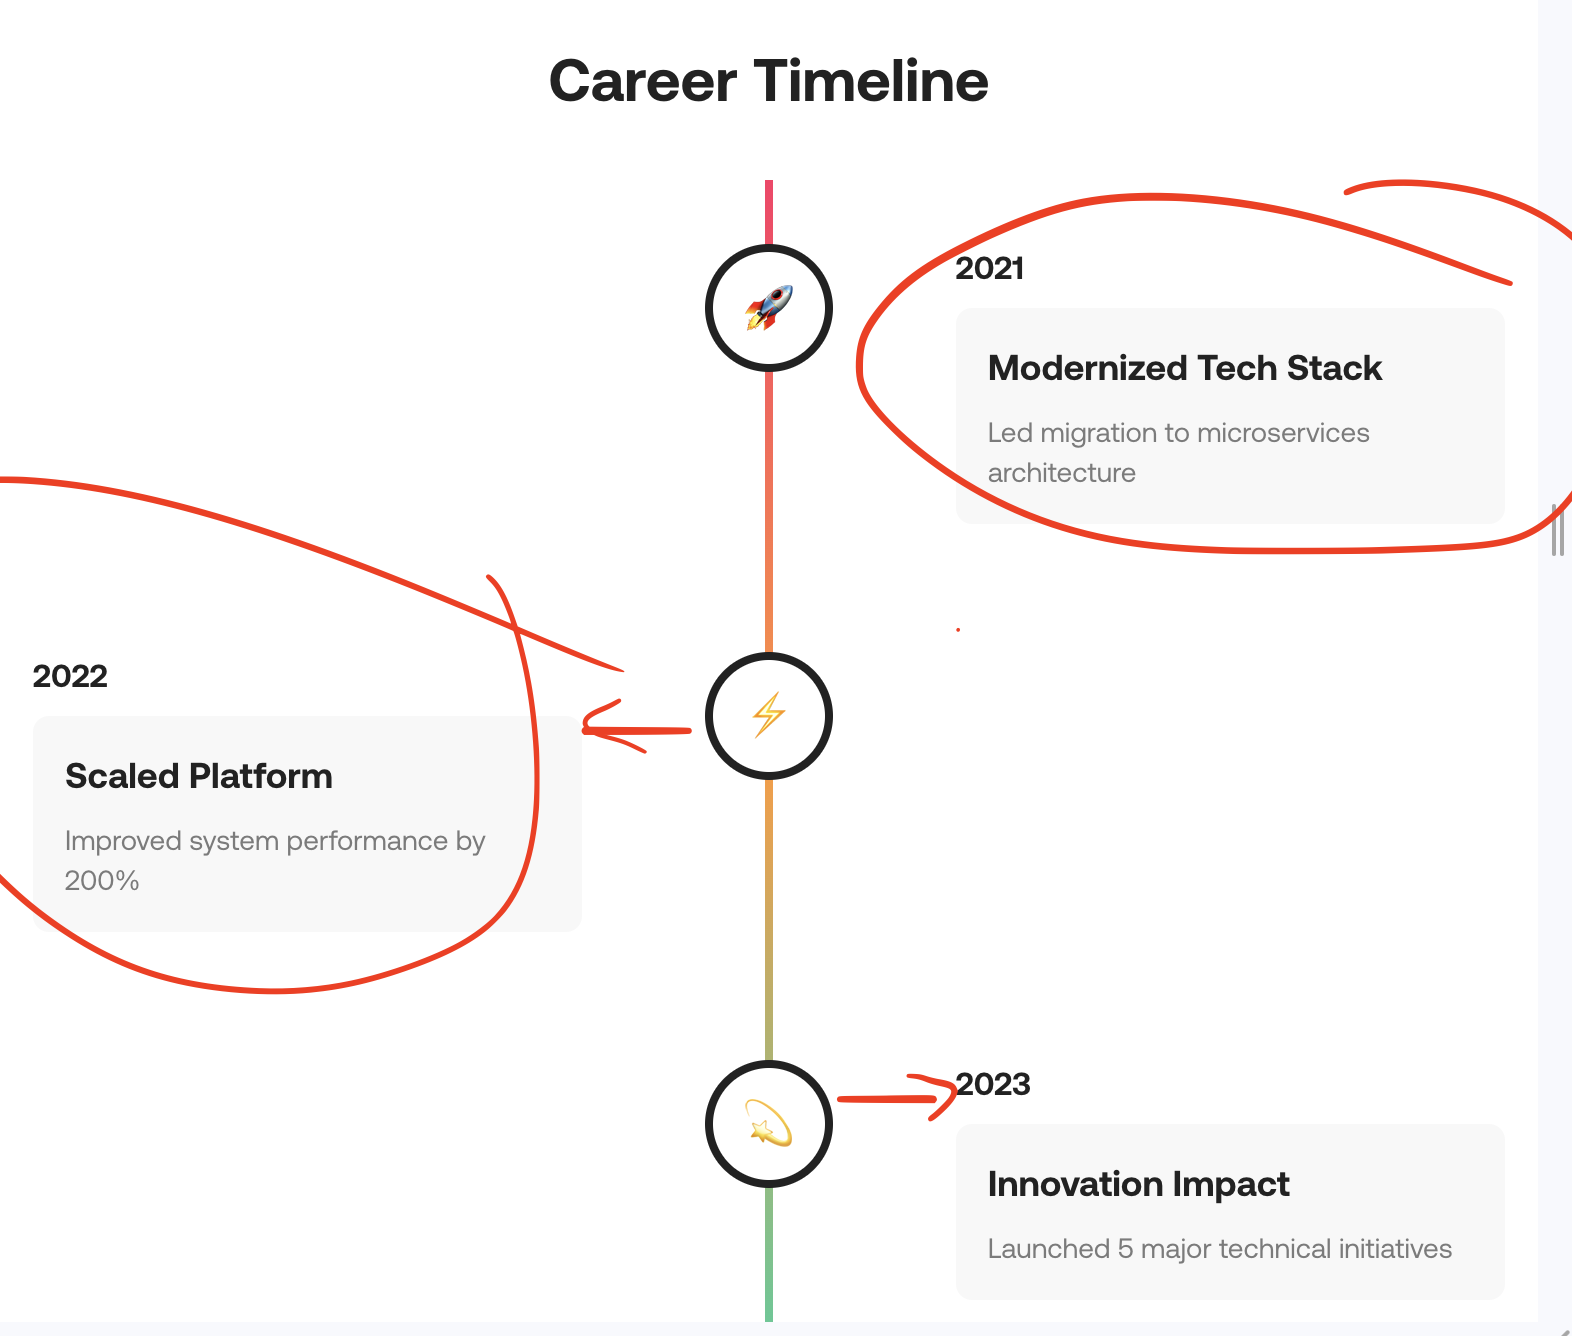 Career Timeline
2021
Modernized Tech Stack
Led migration to microservices
architecture
2022
Scaled Platform
Improved system performance by
200%
2023
Innovation Impact
Launched 5 major technical initiatives